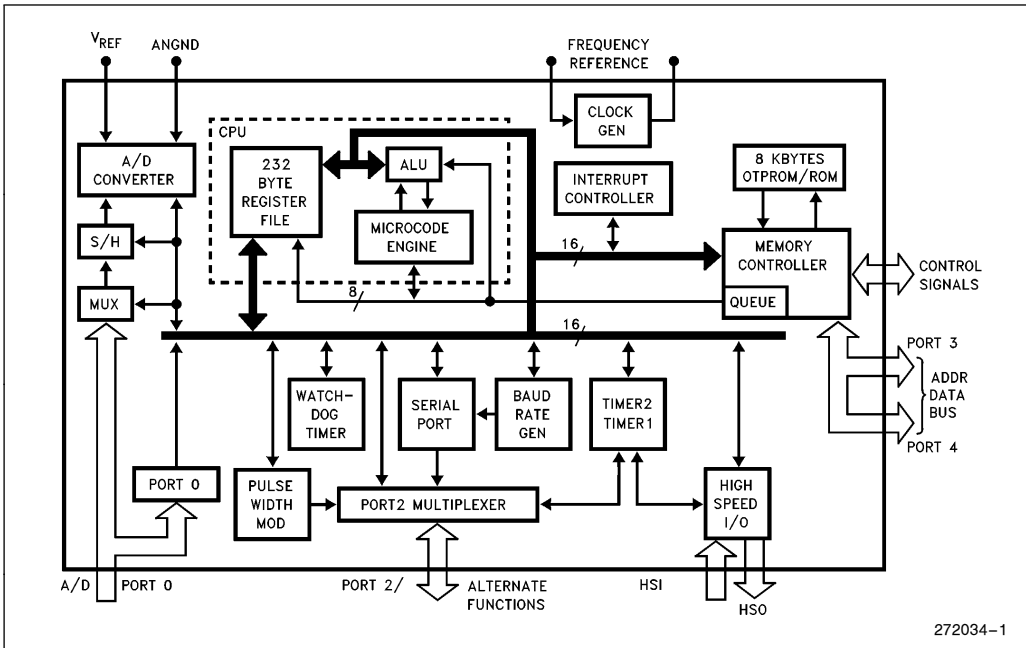 VREF
ANGND
FREQUENCY
REFERENCE
CLOCK
GEN
CPU
A/D
CONVERTER
232
BYTE
REGISTER
FILE
ALU
INTERRUPT
CONTROLLER
8 KBYTES
OTPROM/ROM
S/H
MICROCODE
ENGINE
16
MEMORY
CONTROLLER
CONTROL
SIGNALS
MUX
8
QUEUE
16
PORT 3
ADDR
DATA
BUS
PORT 4
WATCH-
DOG
TIMER
SERIAL
PORT
BAUD
RATE
GEN
TIMER2
TIMER1
PORT 0
PULSE
WIDTH
MOD
PORT2 MULTIPLEXER
HIGH
SPEED
I/O
A/D
PORT 0
PORT 2/
ALTERNATE
FUNCTIONS
HSI
HSO
272034-1